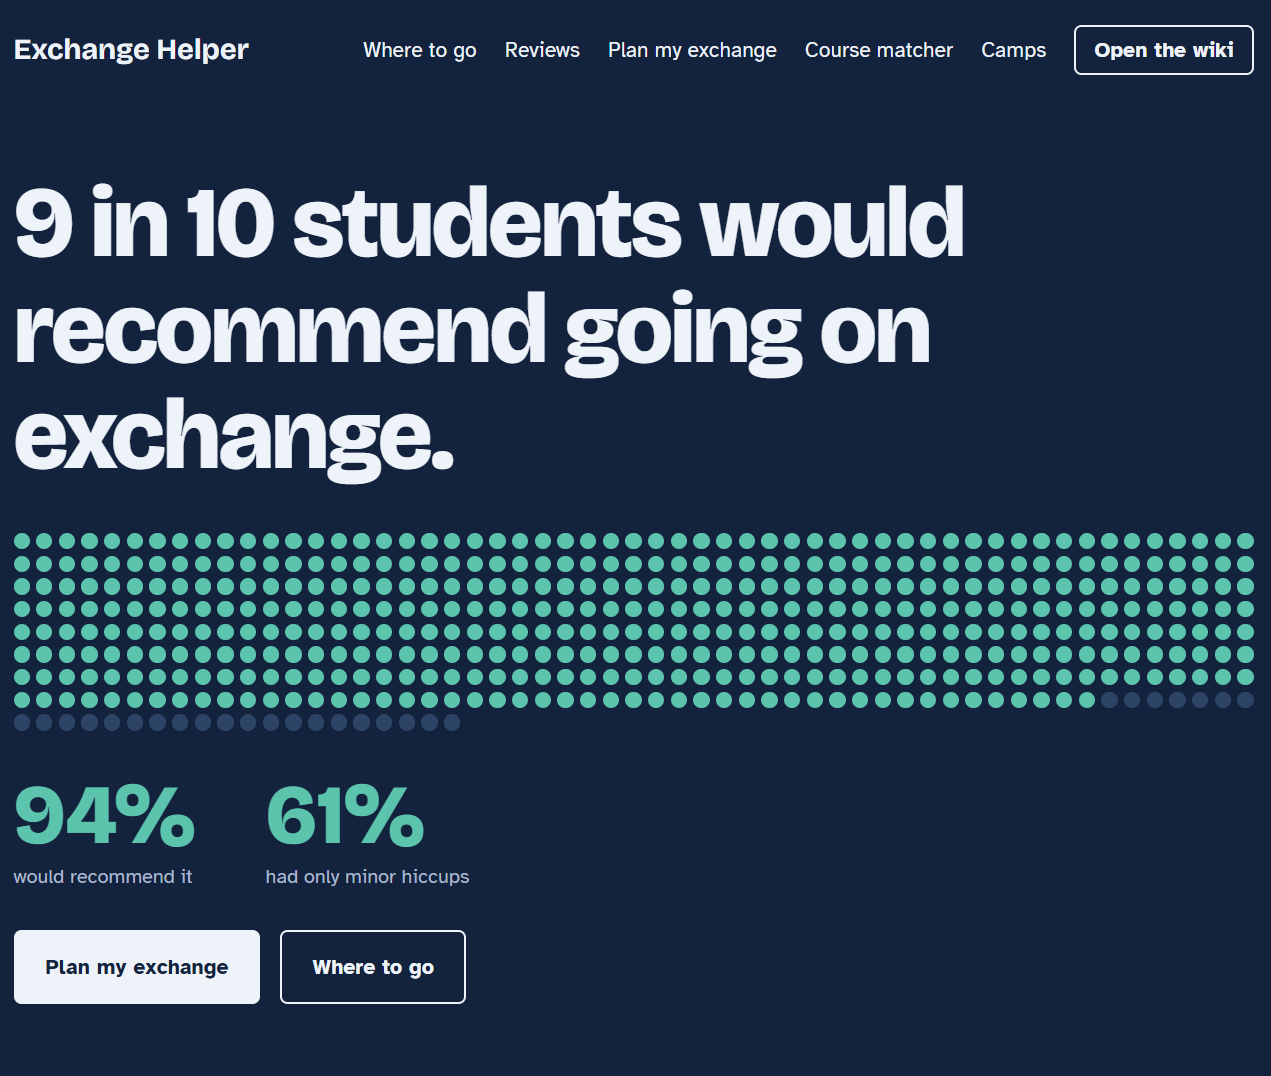 Exchange Helper
Where to go
Reviews
Plan my exchange
Course matcher
Camps
Open the wiki
9 in 10 students would
recommend going on
exchange.
94%
would recommend it
61%
had only minor hiccups
Plan my exchange
Where to go